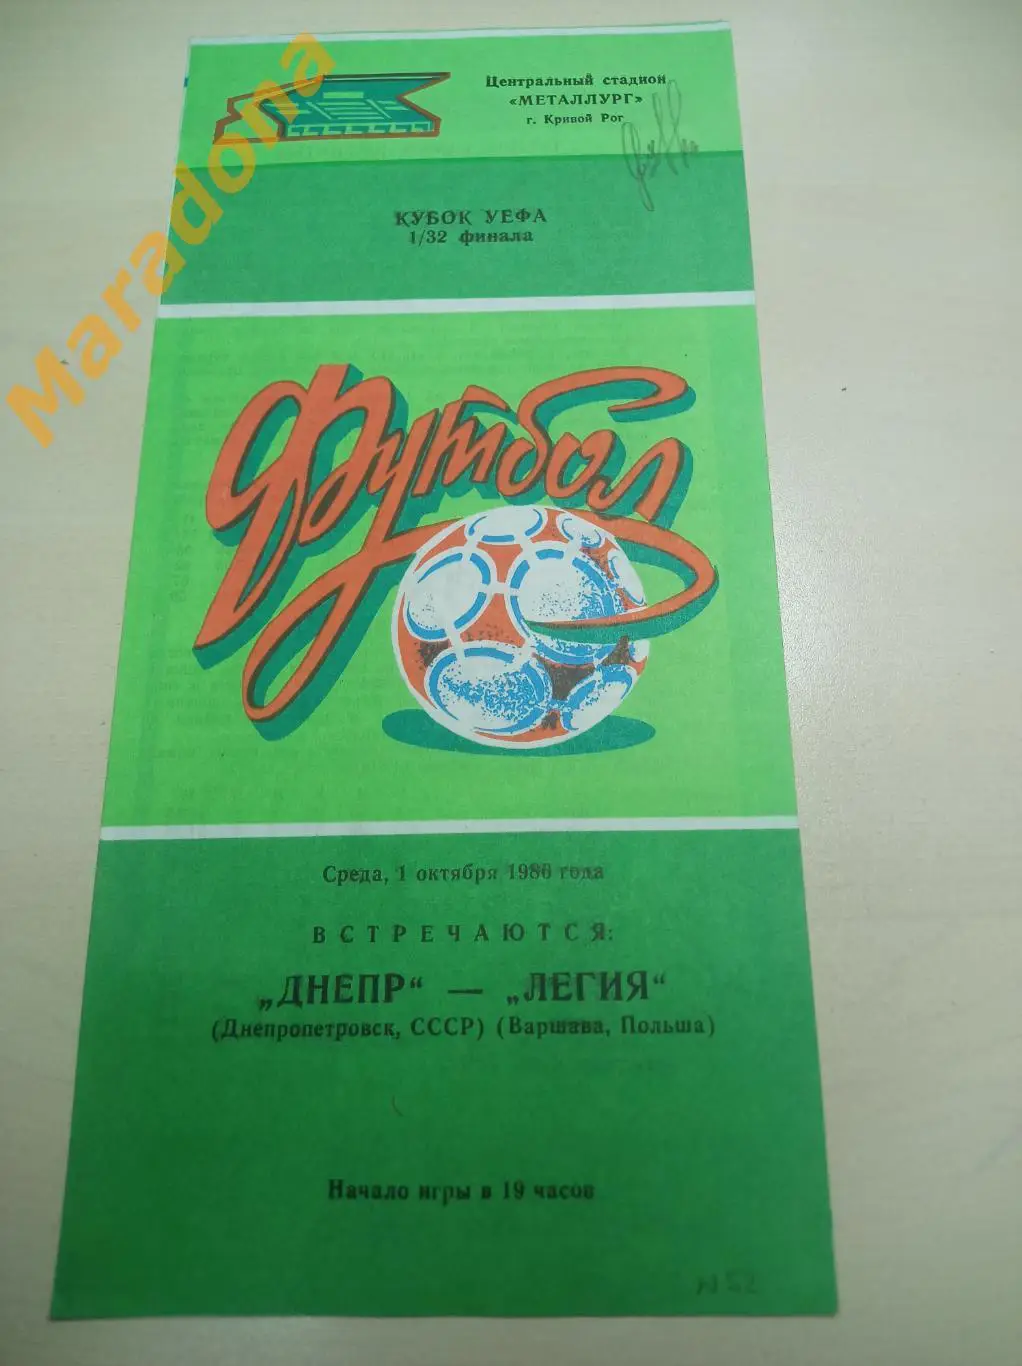 Maradona
Центральный стадион
«МЕТАЛЛУРГ»
г. Кривой Рог
КУБОК УЕФА
1/32 финала
Футбол
Среда, 1 октября 1986 года
ВСТРЕЧАЮТСЯ:
„ДНЕПР“ — „ЛЕГИЯ“
(Днепропетровск, СССР) (Варшава, Польша)
Начало игры в 19 часов